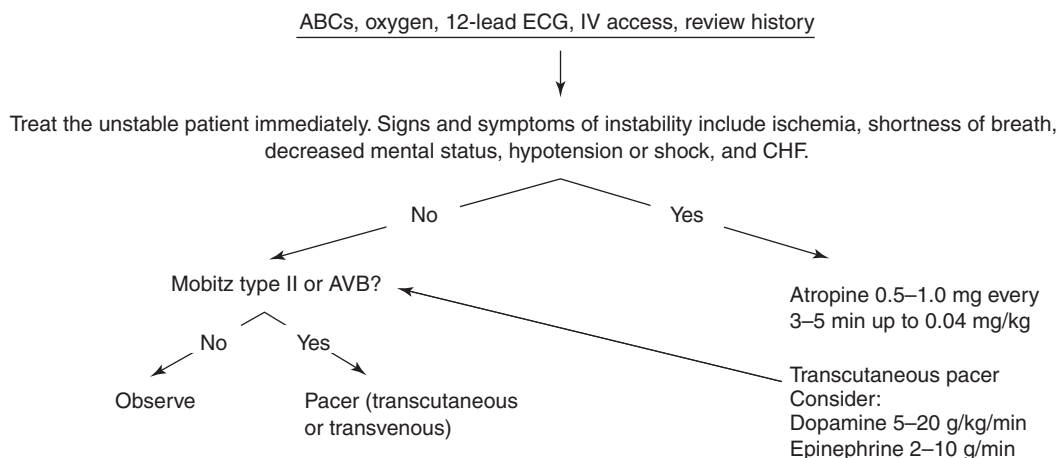 ABCs, oxygen, 12-lead ECG, IV access, review history
Treat the unstable patient immediately. Signs and symptoms of instability include ischemia, shortness of breath,
decreased mental status, hypotension or shock, and CHF.
No
Yes
Mobitz type II or AVB?
Atropine 0.5–1.0 mg every
3–5 min up to 0.04 mg/kg
No
Yes
Observe
Pacer (transcutaneous
or transvenous)
Transcutaneous pacer
Consider:
Dopamine 5–20 g/kg/min
Epinephrine 2–10 g/min